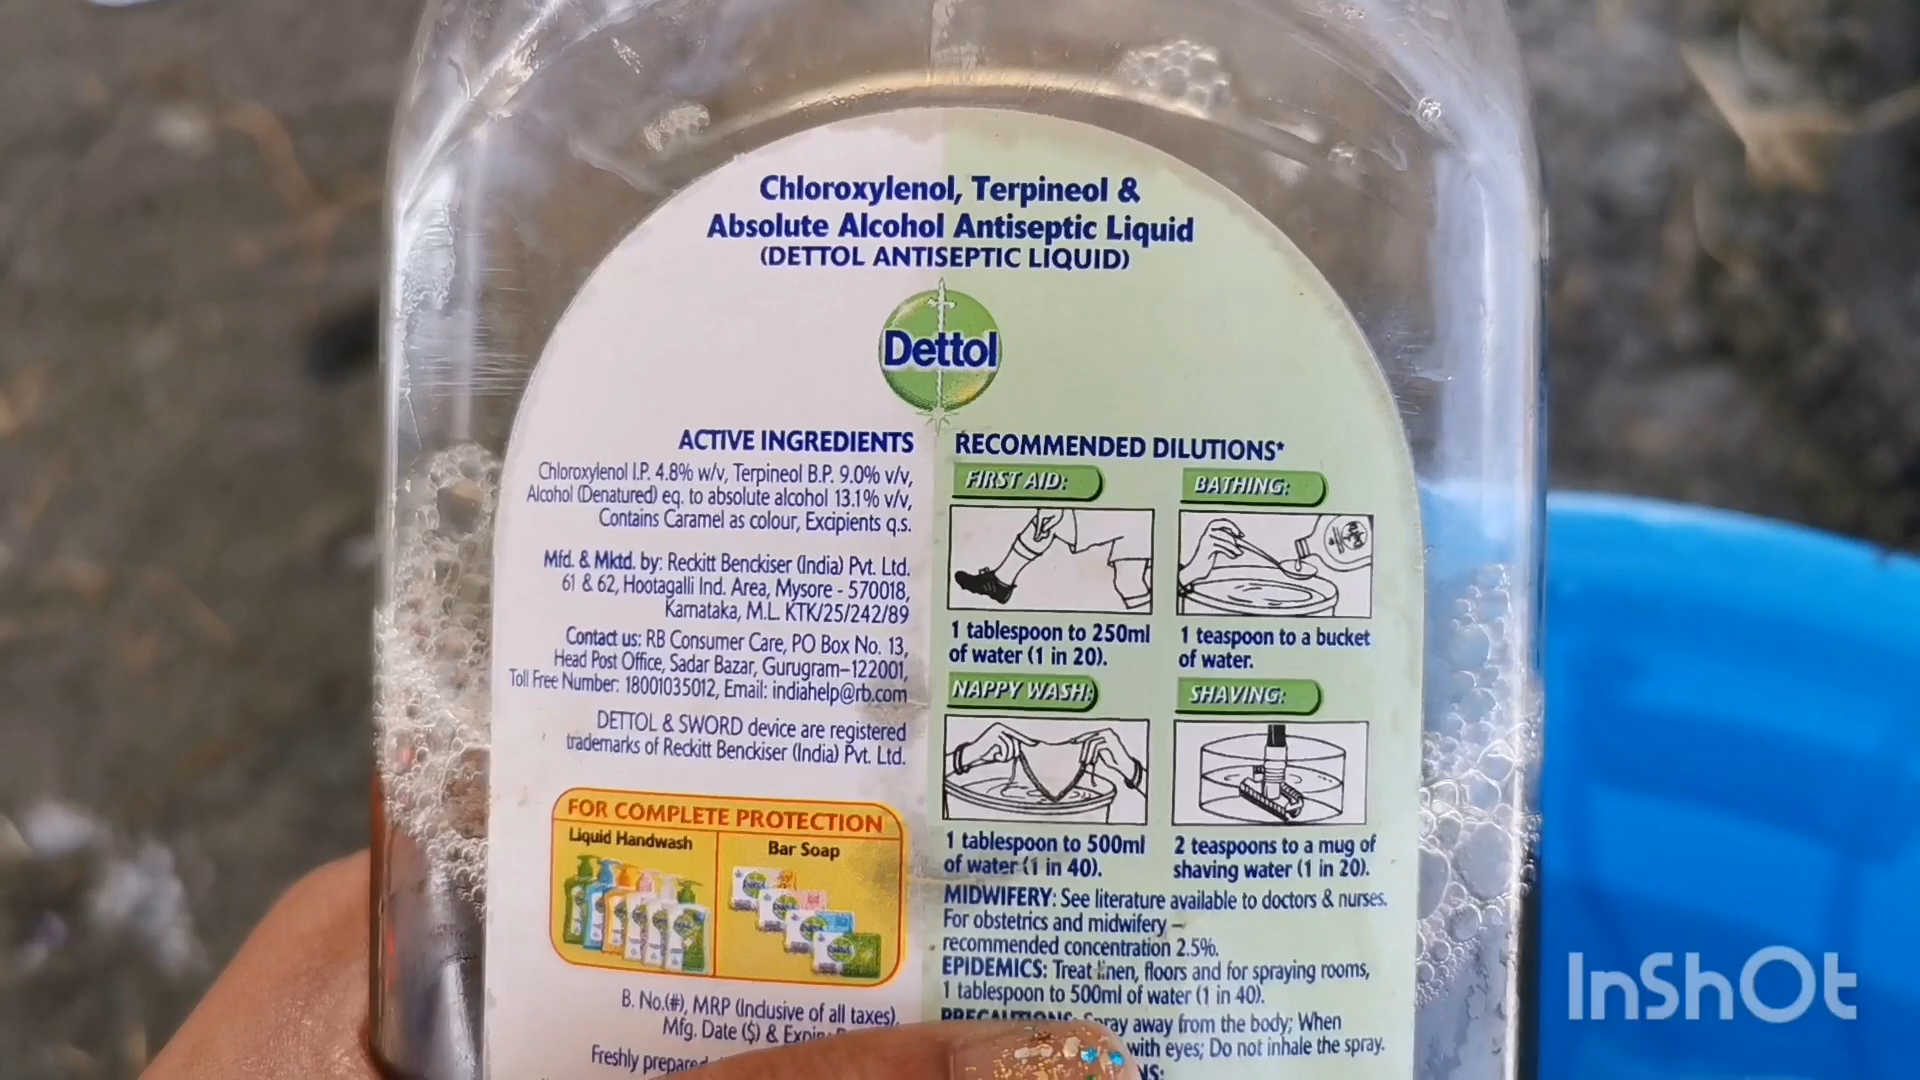 Chloroxylenol, Terpineol &
Absolute Alcohol Antiseptic Liquid
(DETTOL ANTISEPTIC LIQUID)
Dettol
ACTIVE INGREDIENTS
Chloroxylenol I.P. 4.8% w/v, Terpineol B.P. 9.0% v/v,
Alcohol (Denatured) eq. to absolute alcohol 13.1% v/v,
Contains Caramel as colour, Excipients q.s.
Mfd. & Mktd. by: Reckitt Benckiser (India) Pvt. Ltd.
61 & 62, Hootagalli Ind. Area, Mysore - 570018,
Karnataka, M.L. KTK/25/242/89
Contact us: RB Consumer Care, PO Box No. 13,
Head Post Office, Sadar Bazar, Gurugram–122001,
Toll Free Number: 18001035012, Email: indiahelp@rb.com
DETTOL & SWORD device are registered
trademarks of Reckitt Benckiser (India) Pvt. Ltd.
FOR COMPLETE PROTECTION
Liquid Handwash
Bar Soap
B. No.(#), MRP (Inclusive of all taxes),
Mfg. Date ($) &
Freshly
RECOMMENDED DILUTIONS*
FIRST AID:
1 tablespoon to 250ml
of water (1 in 20).
BATHING:
1 teaspoon to a bucket
of water.
NAPPY WASH:
1 tablespoon to 500ml
of water (1 in 40).
SHAVING:
2 teaspoons to a mug of
shaving water (1 in 20).
MIDWIFERY: See literature available to doctors & nurses.
For obstetrics and midwifery –
recommended concentration 2.5%.
EPIDEMICS: Treat linen, floors and for spraying rooms,
1 tablespoon to 500ml of water (1 in 40).
PRECAUTIONS: Spray away from the body; When
with eyes; Do not inhale the spray.
InShOt